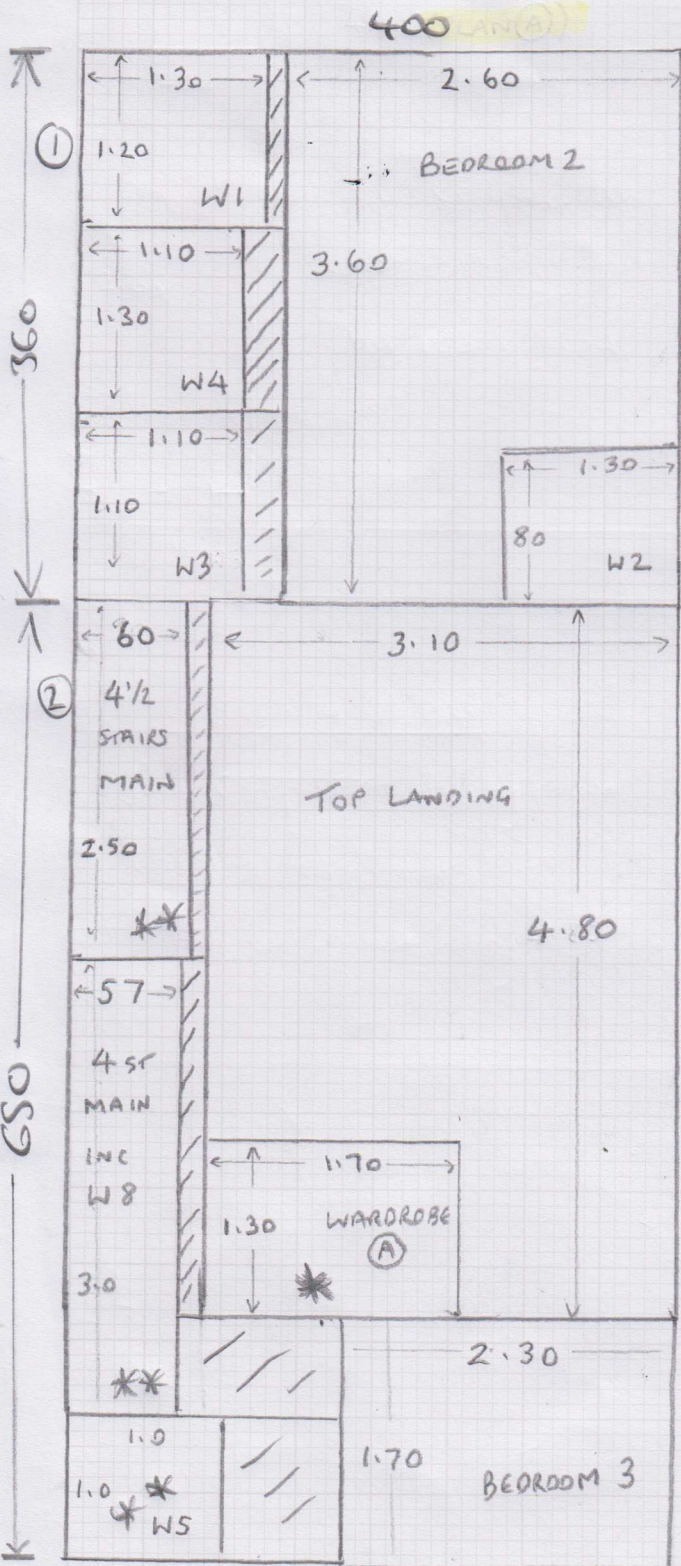 400 PLAN(A)
1.30
2.60
1
1.20
BEDROOM 2
W1
1.10
3.60
1.30
360
W4
1.10
1.30
1.10
80
W3
W2
60
3.10
2
4 1/2
STAIRS
MAIN
TOP LANDING
2.50
**
4.80
57
4 ST
MAIN
650
INC
W8
1.70
1.30
WARDROBE
A
3.0
*
2.30
**
1.0
1.70
1.0
*
BEDROOM 3
*
W5